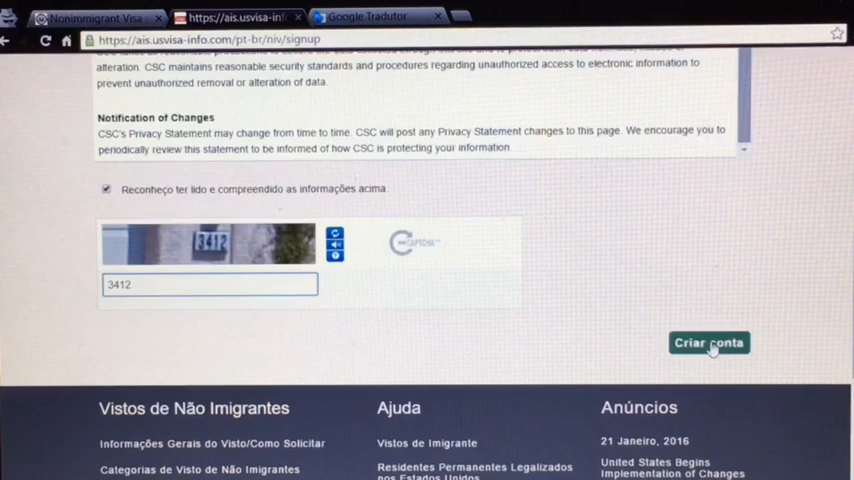 Nonimmigrant Visa
https://ais.usvisa-info.com
Google Tradutor
https://ais.usvisa-info.com/pt-br/niv/signup
alteration. CSC maintains reasonable security standards and procedures regarding unauthorized access to electronic information to
prevent unauthorized removal or alteration of data.
Notification of Changes
CSC's Privacy Statement may change from time to time. CSC will post any Privacy Statement changes to this page. We encourage you to
periodically review this statement to be informed of how CSC is protecting your information
Reconheço ter lido e compreendido as informações acima.
3412
3412
Criar conta
Vistos de Não Imigrantes
Ajuda
Anúncios
Informações Gerais do Visto/Como Solicitar
Vistos de Imigrante
21 Janeiro, 2016
Categorias de Visto de Não Imigrantes
Residentes Permanentes Legalizados
nos Estados Unidos
United States Begins
Implementation of Changes